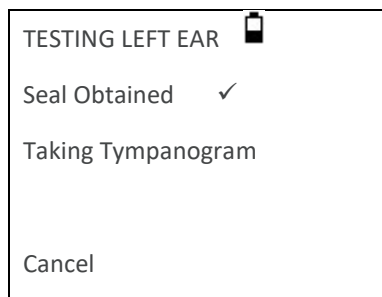 TESTING LEFT EAR
Seal Obtained ✓
Taking Tympanogram
Cancel